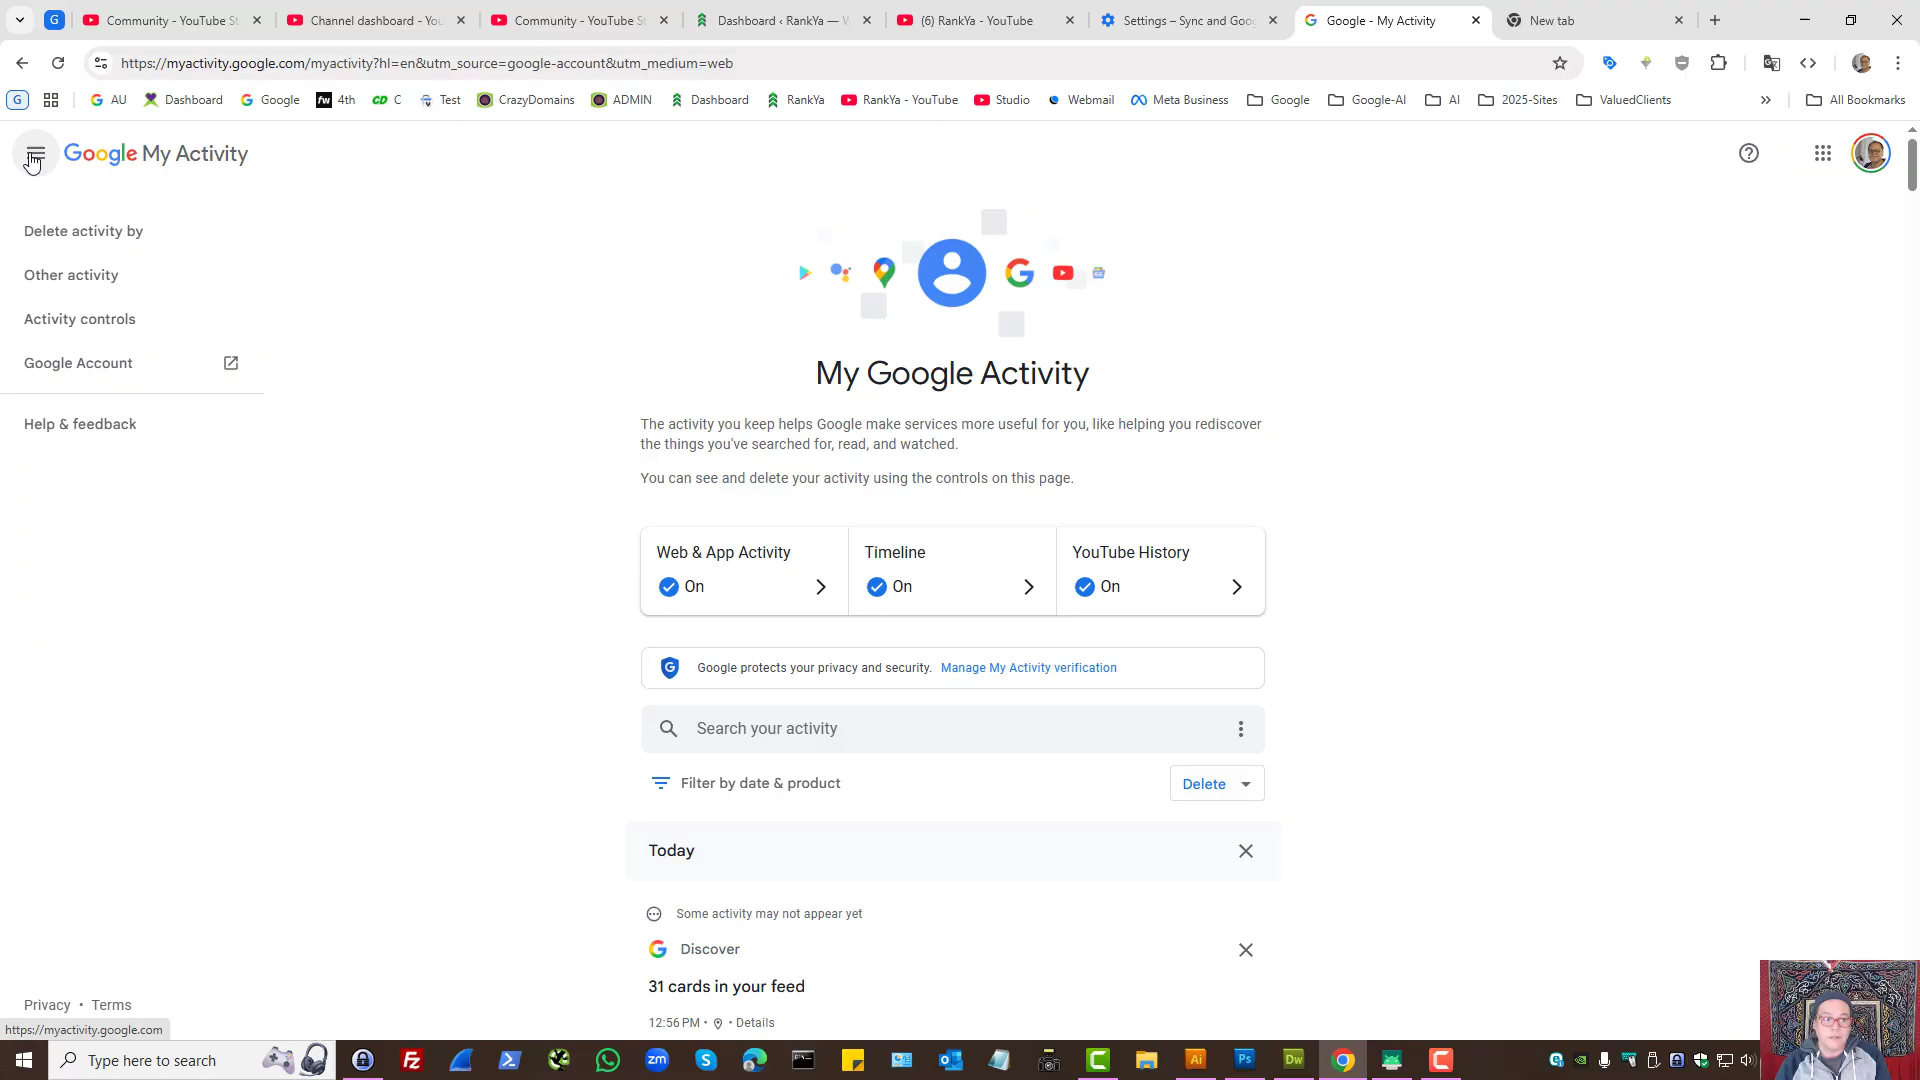 Community - YouTube St
Channel dashboard - You
Community - YouTube St
Dashboard ‹ RankYa — W
(6) RankYa - YouTube
Settings – Sync and Goo
Google - My Activity
New tab
https://myactivity.google.com/myactivity?hl=en&utm_source=google-account&utm_medium=web
AU
Dashboard
Google
4th
C
Test
CrazyDomains
ADMIN
Dashboard
RankYa
RankYa - YouTube
Studio
Webmail
Meta Business
Google
Google-AI
AI
2025-Sites
ValuedClients
All Bookmarks
Google My Activity
Delete activity by
Other activity
Activity controls
Google Account
Help & feedback
My Google Activity
The activity you keep helps Google make services more useful for you, like helping you rediscover
the things you've searched for, read, and watched.
You can see and delete your activity using the controls on this page.
Web & App Activity
On
Timeline
On
YouTube History
On
Google protects your privacy and security. Manage My Activity verification
Search your activity
Filter by date & product
Delete
Today
Some activity may not appear yet
Discover
31 cards in your feed
12:56 PM • • Details
Privacy • Terms
https://myactivity.google.com
Type here to search